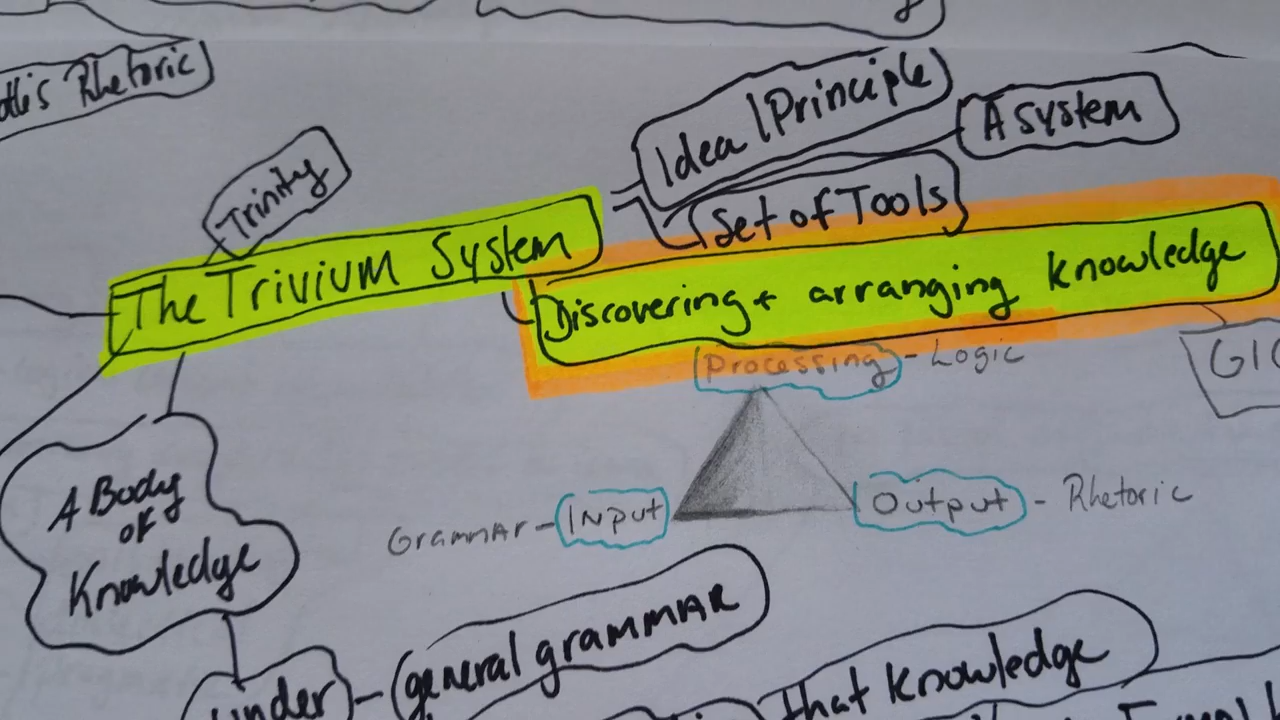 Rhetoric
Trinity
Idea / Principle
A system
Set of Tools
The Trivium System
Discovering + arranging knowledge
Processing - Logic
Grammar - Input
Output - Rhetoric
A Body
of
Knowledge
under - general grammar
that knowledge